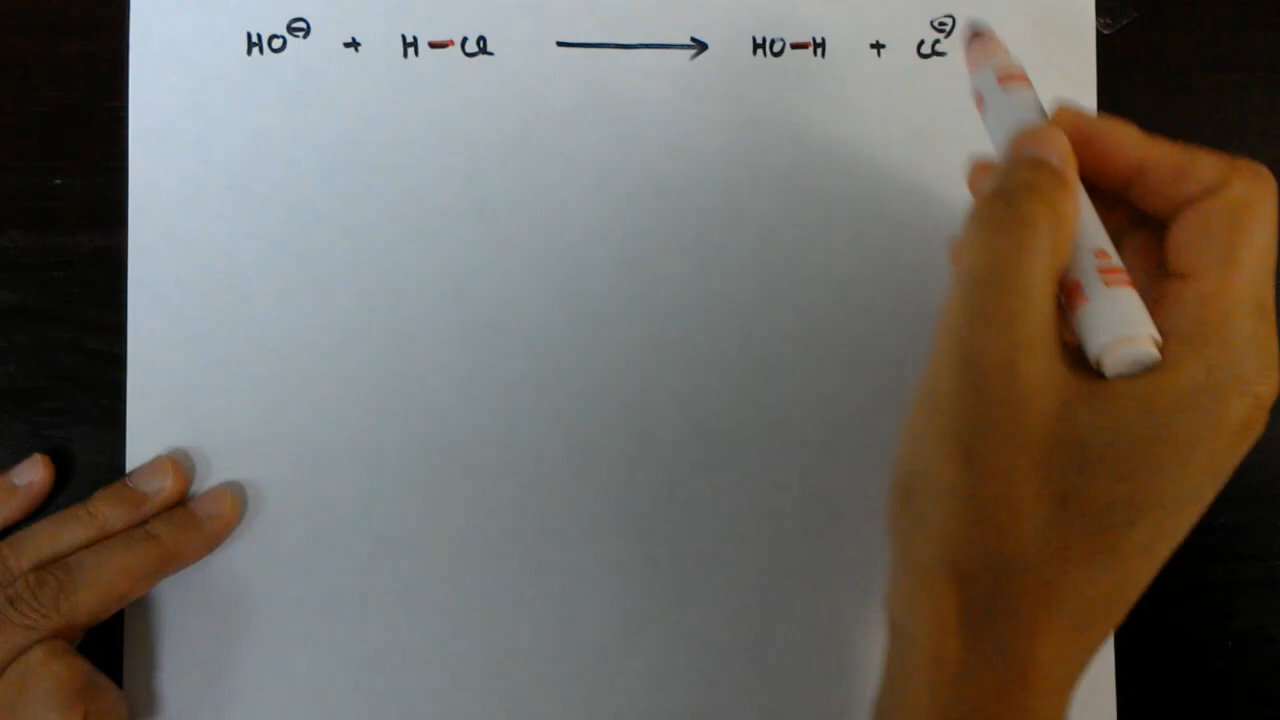 HO⊖ + H-Cl ⟶ HO-H + Cl⊖